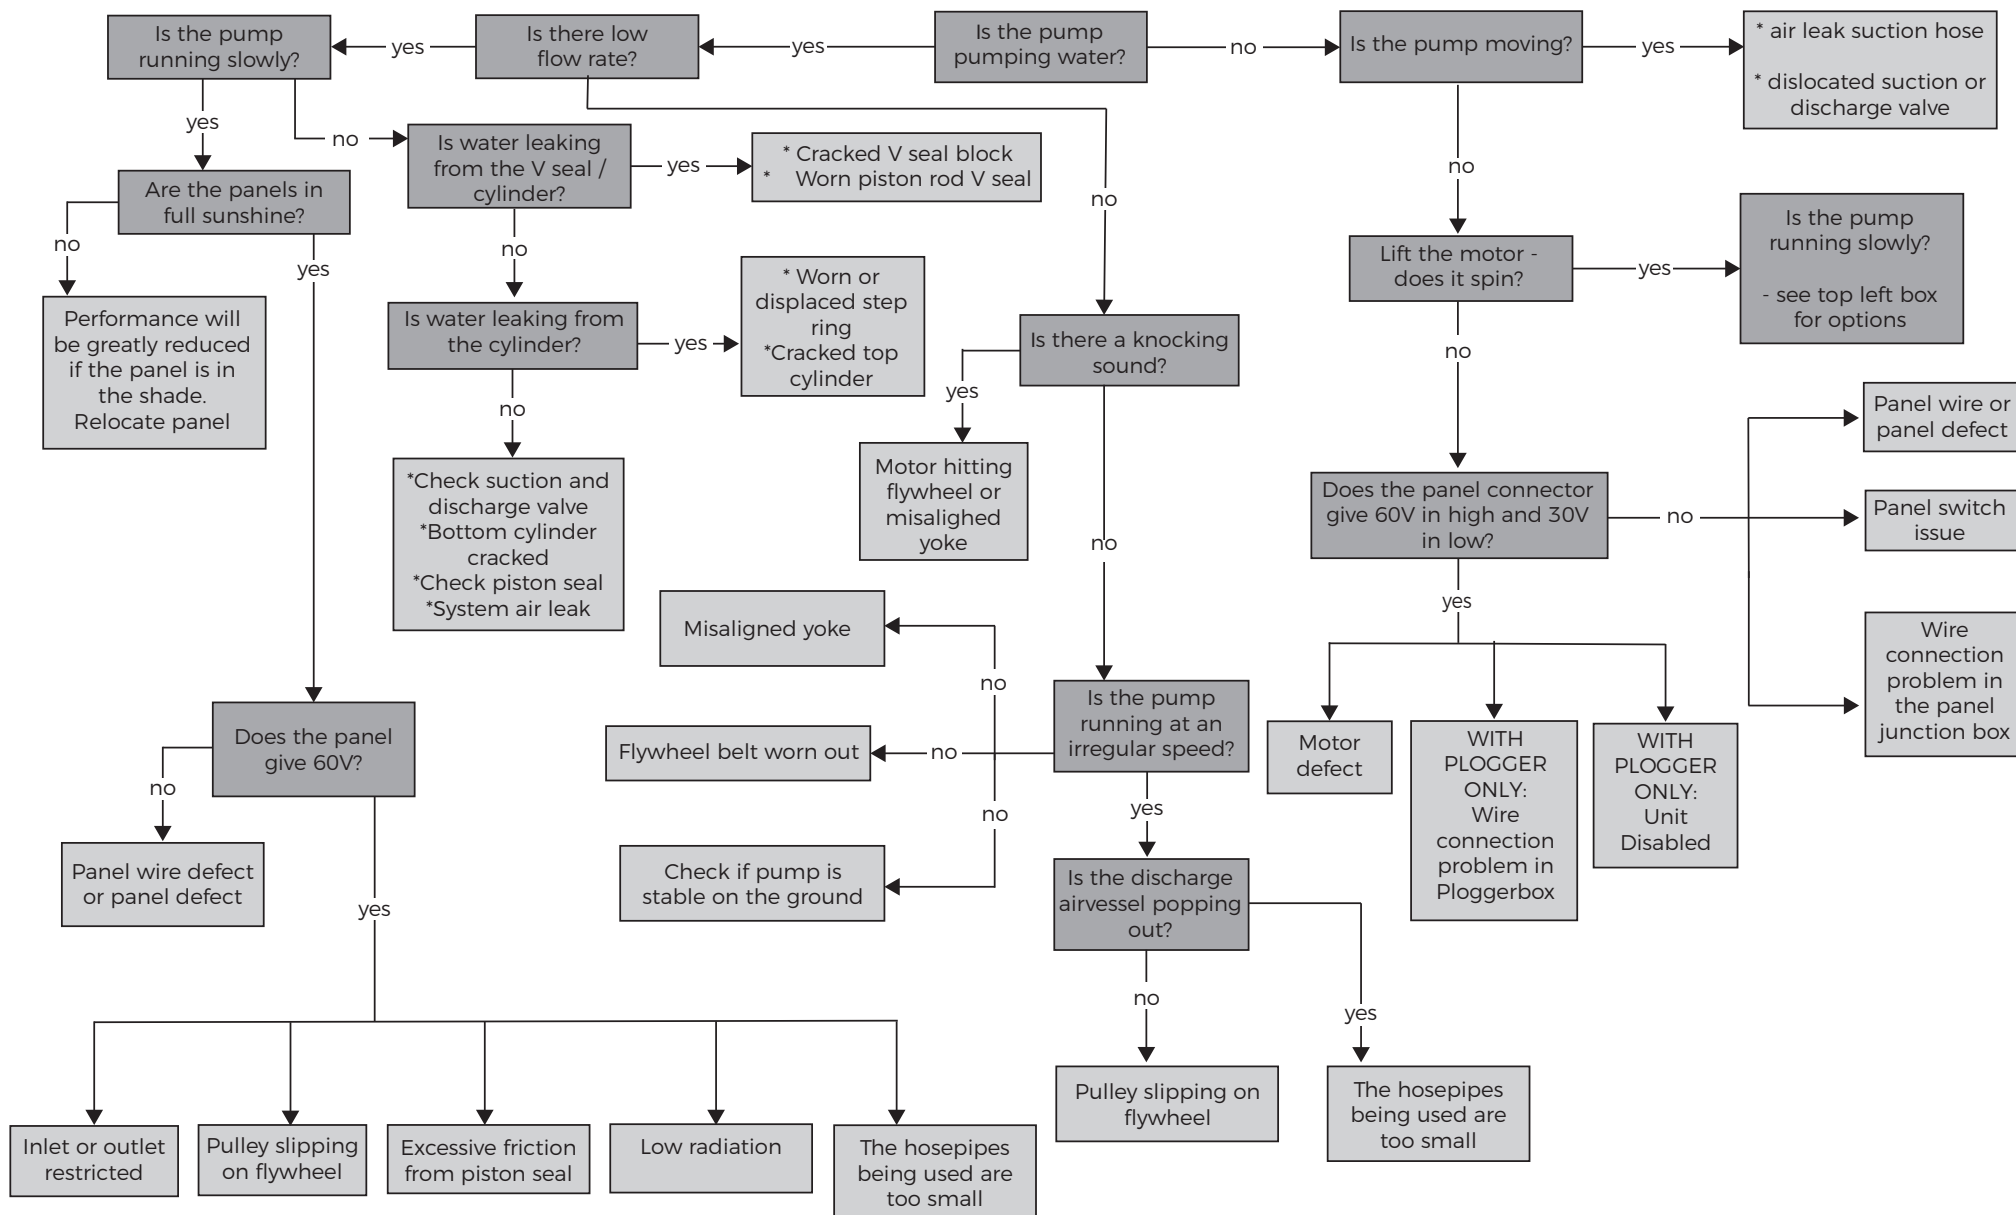 Is the pump
running slowly?
yes
Is there low
flow rate?
yes
Is the pump
pumping water?
no
Is the pump moving?
yes
* air leak suction hose
* dislocated suction or
discharge valve
yes
no
Is water leaking
from the V seal /
cylinder?
yes
* Cracked V seal block
* Worn piston rod V seal
no
no
Are the panels in
full sunshine?
no
yes
no
Lift the motor -
does it spin?
yes
Is the pump
running slowly?
- see top left box
for options
Performance will
be greatly reduced
if the panel is in
the shade.
Relocate panel
Is water leaking from
the cylinder?
yes
* Worn or
displaced step
ring
*Cracked top
cylinder
Is there a knocking
sound?
no
no
yes
Panel wire or
panel defect
*Check suction and
discharge valve
*Bottom cylinder
cracked
*Check piston seal
*System air leak
Motor hitting
flywheel or
misalighed
yoke
no
Does the panel connector
give 60V in high and 30V
in low?
no
Panel switch
issue
yes
Wire
connection
problem in
the panel
junction box
Misaligned yoke
no
Is the pump
running at an
irregular speed?
no
Flywheel belt worn out
no
Check if pump is
stable on the ground
yes
Motor
defect
WITH
PLOGGER
ONLY:
Wire
connection
problem in
Ploggerbox
WITH
PLOGGER
ONLY:
Unit
Disabled
Does the panel
give 60V?
no
Panel wire defect
or panel defect
yes
Is the discharge
airvessel popping
out?
no
yes
Pulley slipping on
flywheel
The hosepipes
being used are
too small
Inlet or outlet
restricted
Pulley slipping
on flywheel
Excessive friction
from piston seal
Low radiation
The hosepipes
being used are
too small